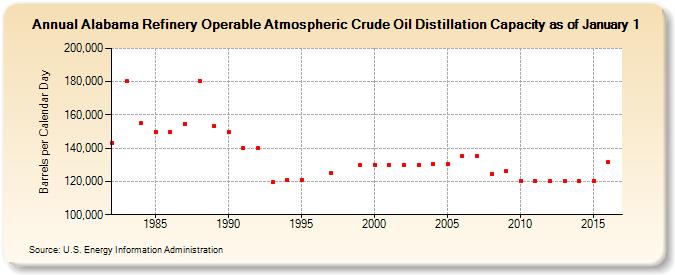 Annual Alabama Refinery Operable Atmospheric Crude Oil Distillation Capacity as of January 1
Barrels per Calendar Day
200,000
180,000
160,000
140,000
120,000
100,000
1985 1990 1995 2000 2005 2010 2015
Source: U.S. Energy Information Administration